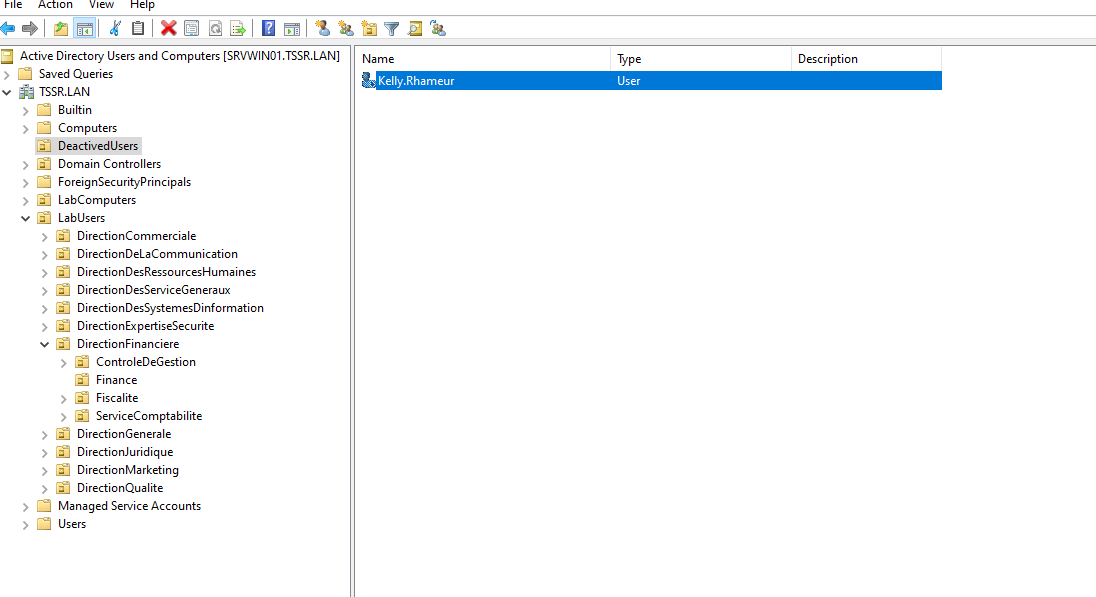 File Action View Help
Active Directory Users and Computers [SRVWIN01.TSSR.LAN]
Saved Queries
TSSR.LAN
Builtin
Computers
DeactivedUsers
Domain Controllers
ForeignSecurityPrincipals
LabComputers
LabUsers
DirectionCommerciale
DirectionDeLaCommunication
DirectionDesRessourcesHumaines
DirectionDesServiceGeneraux
DirectionDesSystemesDinformation
DirectionExpertiseSecurite
DirectionFinanciere
ControleDeGestion
Finance
Fiscalite
ServiceComptabilite
DirectionGenerale
DirectionJuridique
DirectionMarketing
DirectionQualite
Managed Service Accounts
Users
Name Type Description
Kelly.Rhameur User